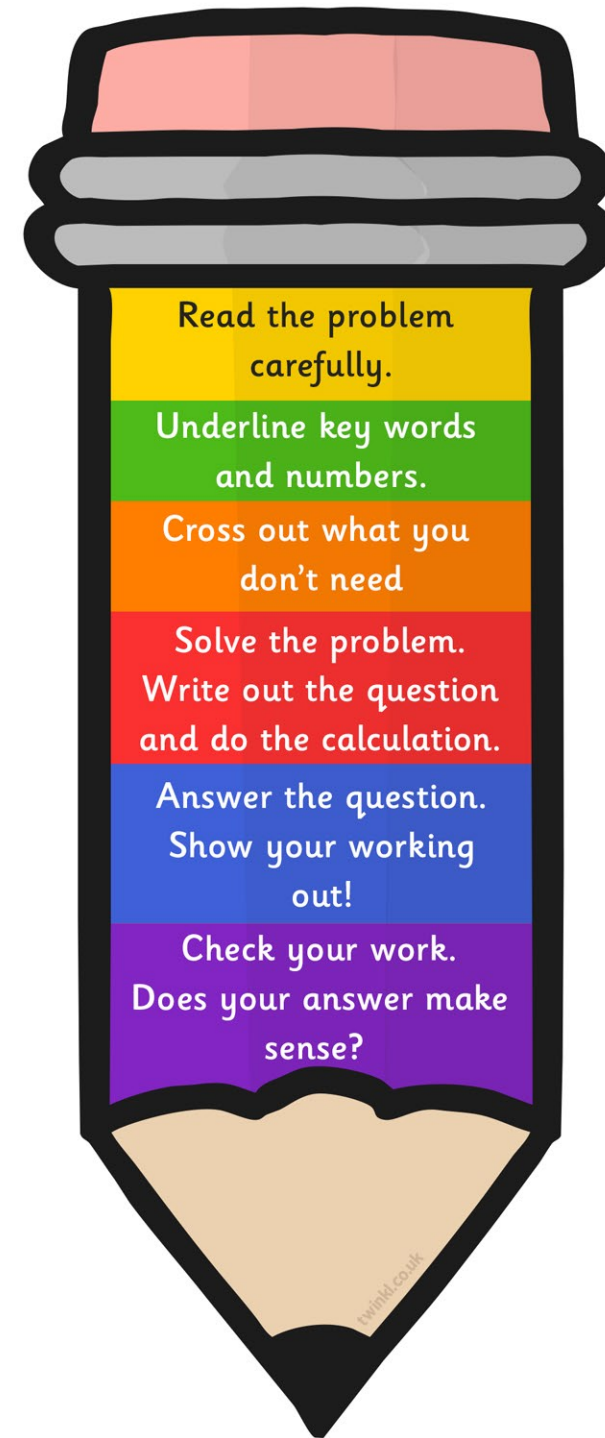 Read the problem
carefully.
Underline key words
and numbers.
Cross out what you
don't need
Solve the problem.
Write out the question
and do the calculation.
Answer the question.
Show your working
out!
Check your work.
Does your answer make
sense?
twinkl.co.uk